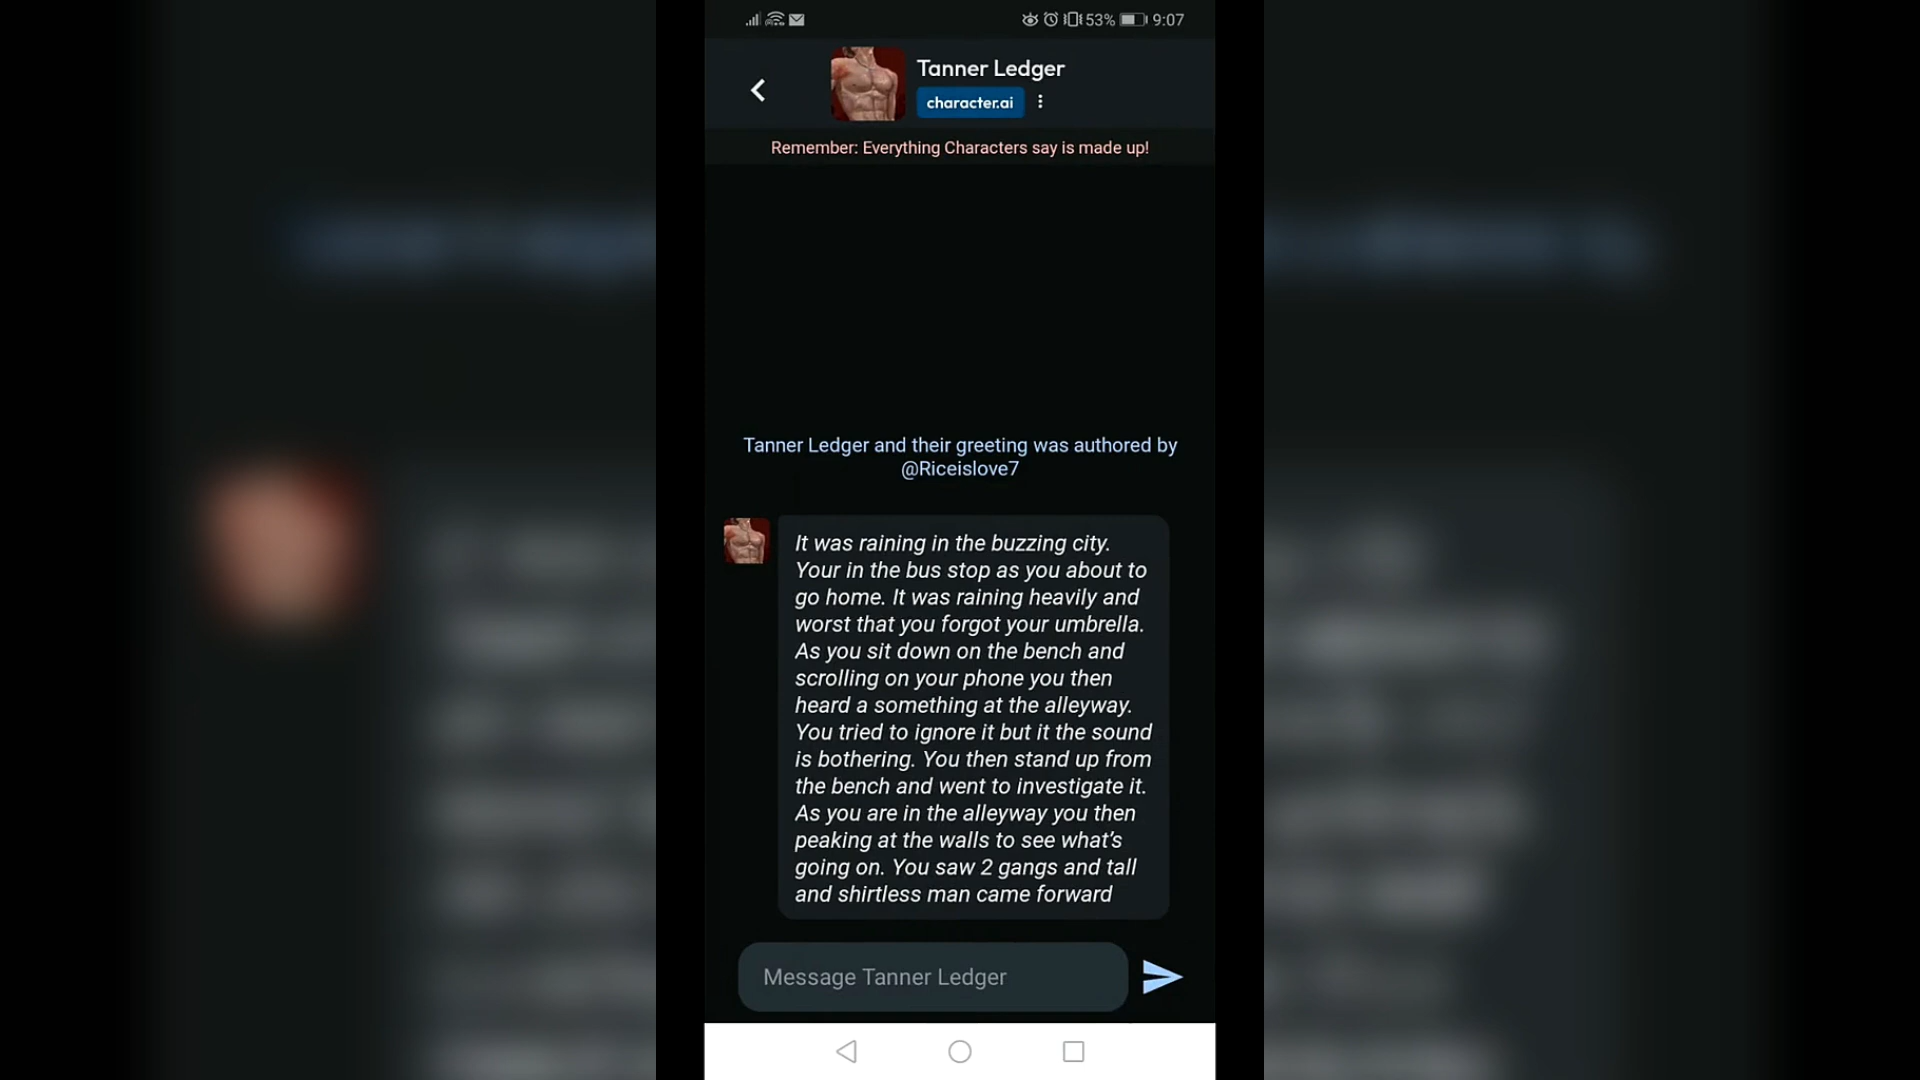 53% 9:07
Tanner Ledger
character.ai
Remember: Everything Characters say is made up!
Tanner Ledger and their greeting was authored by
@Riceislove7
It was raining in the buzzing city.
Your in the bus stop as you about to
go home. It was raining heavily and
worst that you forgot your umbrella.
As you sit down on the bench and
scrolling on your phone you then
heard a something at the alleyway.
You tried to ignore it but it the sound
is bothering. You then stand up from
the bench and went to investigate it.
As you are in the alleyway you then
peaking at the walls to see what's
going on. You saw 2 gangs and tall
and shirtless man came forward
Message Tanner Ledger